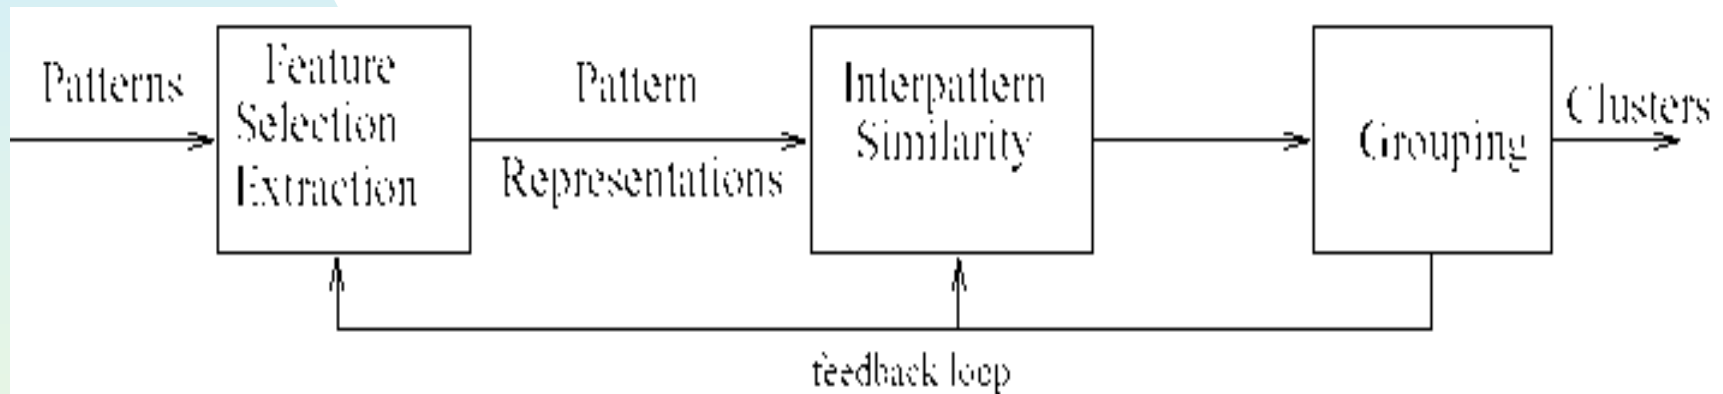 Patterns
Feature
Selection
Extraction
Pattern
Representations
Interpattern
Similarity
Grouping
Clusters
feedback loop